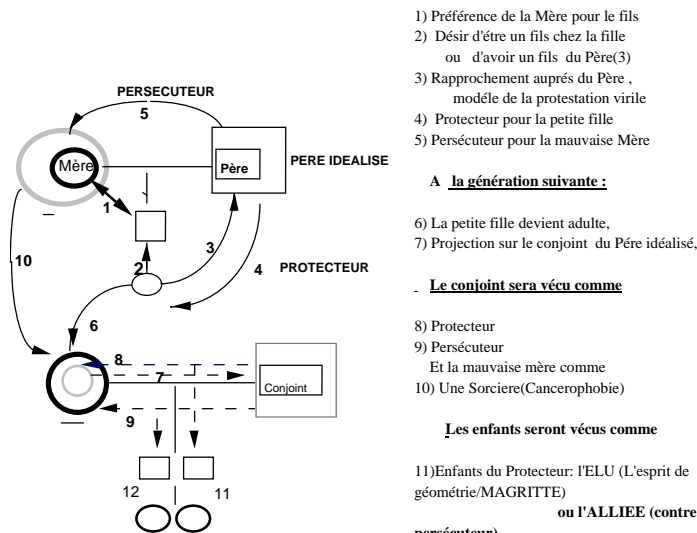 PERSECUTEUR
5
Mère
Père
PERE IDEALISE
1
10
2
3
4
PROTECTEUR
6
8
7
Conjoint
9
12
11
1) Préférence de la Mère pour le fils
2) Désir d'étre un fils chez la fille
ou d'avoir un fils du Père(3)
3) Rapprochement auprés du Père ,
modéle de la protestation virile
4) Protecteur pour la petite fille
5) Persécuteur pour la mauvaise Mère
A la génération suivante :
6) La petite fille devient adulte,
7) Projection sur le conjoint du Pére idéalisé,
Le conjoint sera vécu comme
8) Protecteur
9) Persécuteur
Et la mauvaise mère comme
10) Une Sorciere(Cancerophobie)
Les enfants seront vécus comme
11)Enfants du Protecteur: l'ELU (L'esprit de
géométrie/MAGRITTE)
ou l'ALLIEE (contre
persécuteur)